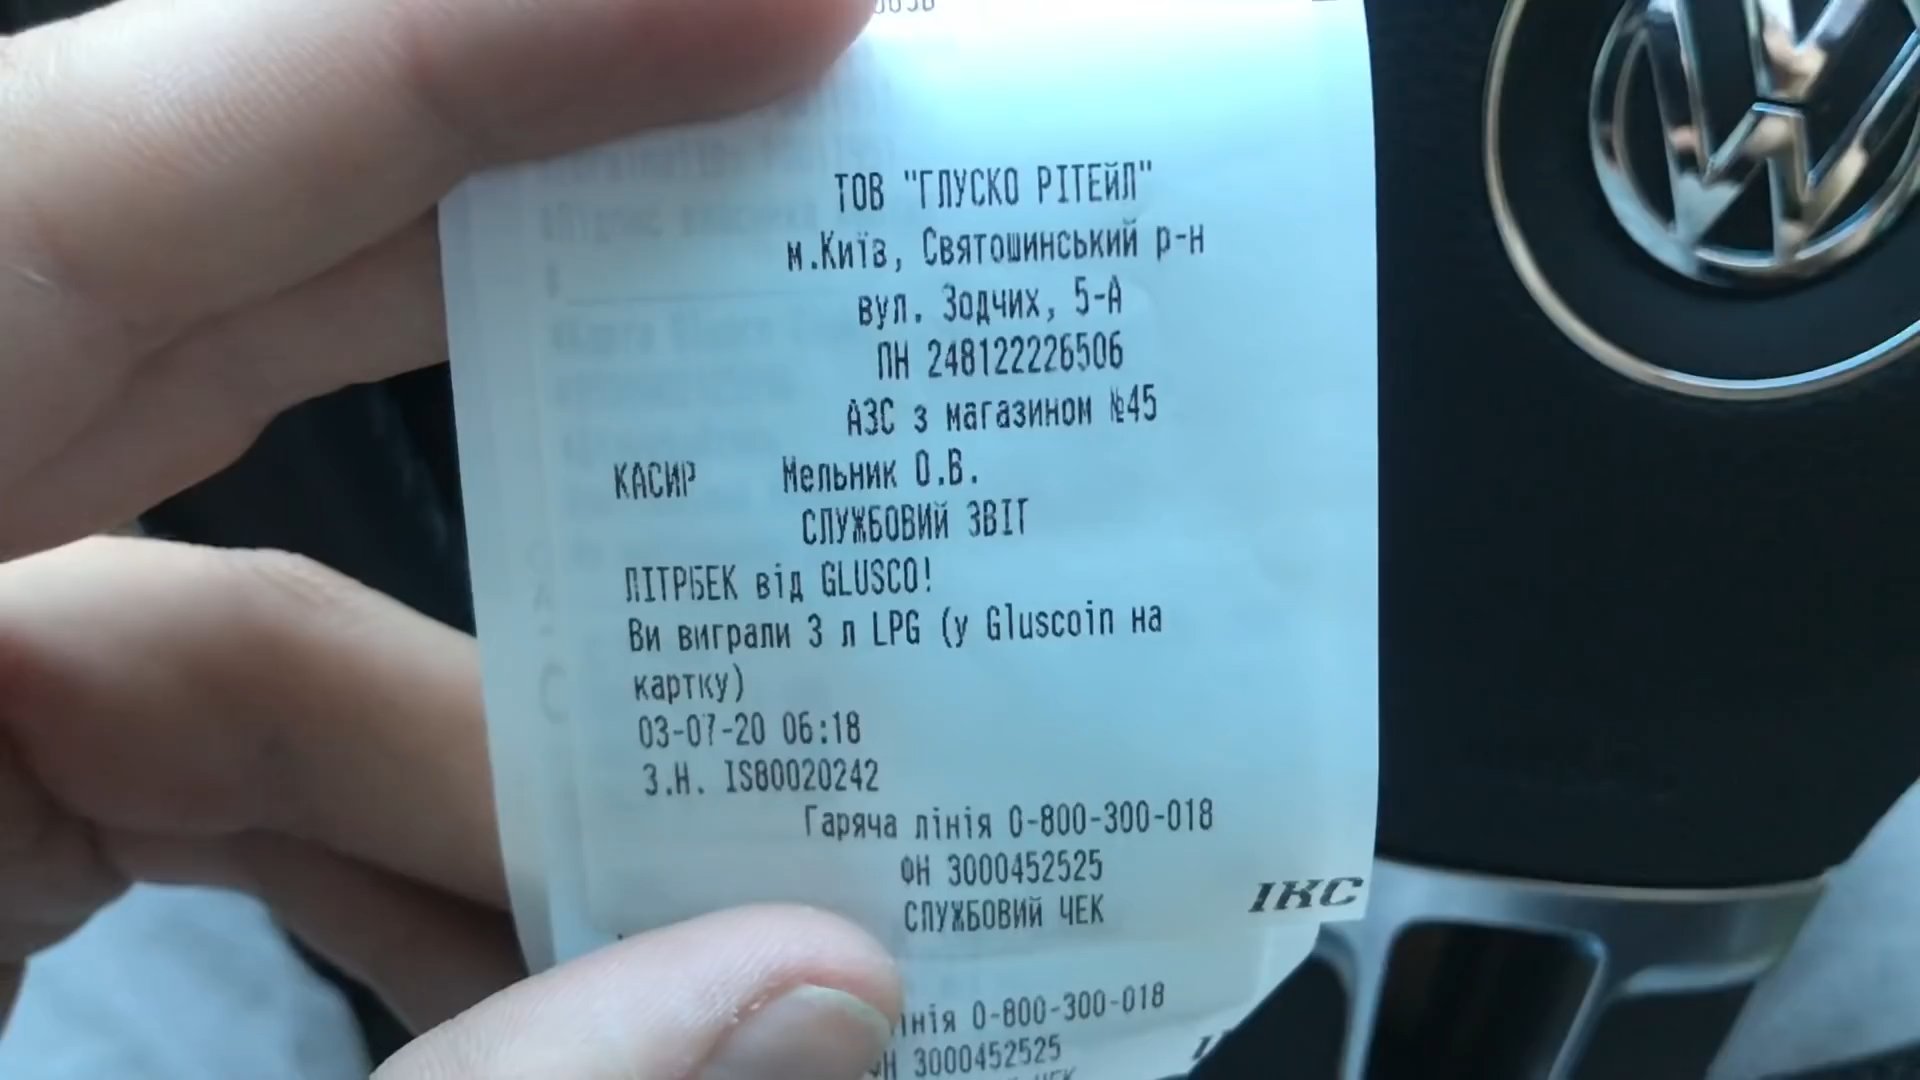 ТОВ "ГЛУСКО РІТЕЙЛ"
м.Київ, Святошинський р-н
вул. Зодчих, 5-А
ПН 248122226506
АЗС з магазином №45
КАСИР Мельник О.В.
СЛУЖБОВИЙ ЗВІТ
ЛІТРБЕК від GLUSCO!
Ви виграли 3 л LPG (у Gluscoin на
картку)
03-07-20 06:18
З.Н. IS80020242
Гаряча лінія 0-800-300-018
ФН 3000452525
СЛУЖБОВИЙ ЧЕК
ІКС
лінія 0-800-300-018
ФН 3000452525